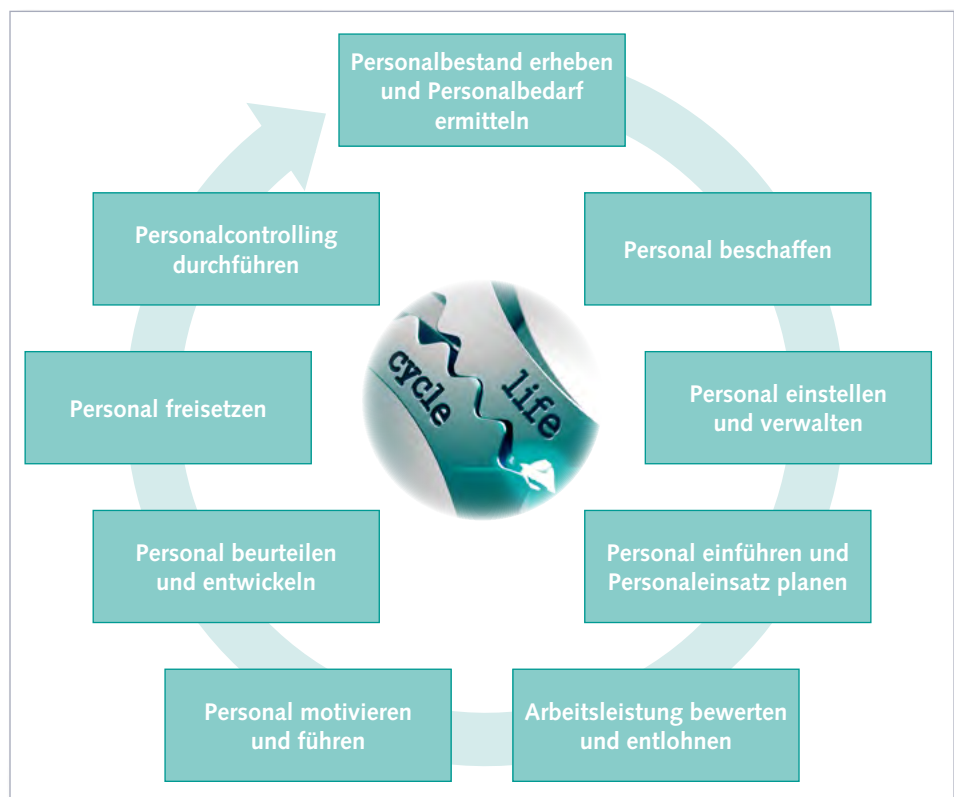 Personalbestand erheben
und Personalbedarf
ermitteln
Personal beschaffen
Personal einstellen
und verwalten
Personal einführen und
Personaleinsatz planen
Arbeitsleistung bewerten
und entlohnen
Personal motivieren
und führen
Personal beurteilen
und entwickeln
Personal freisetzen
Personalcontrolling
durchführen
life
cycle